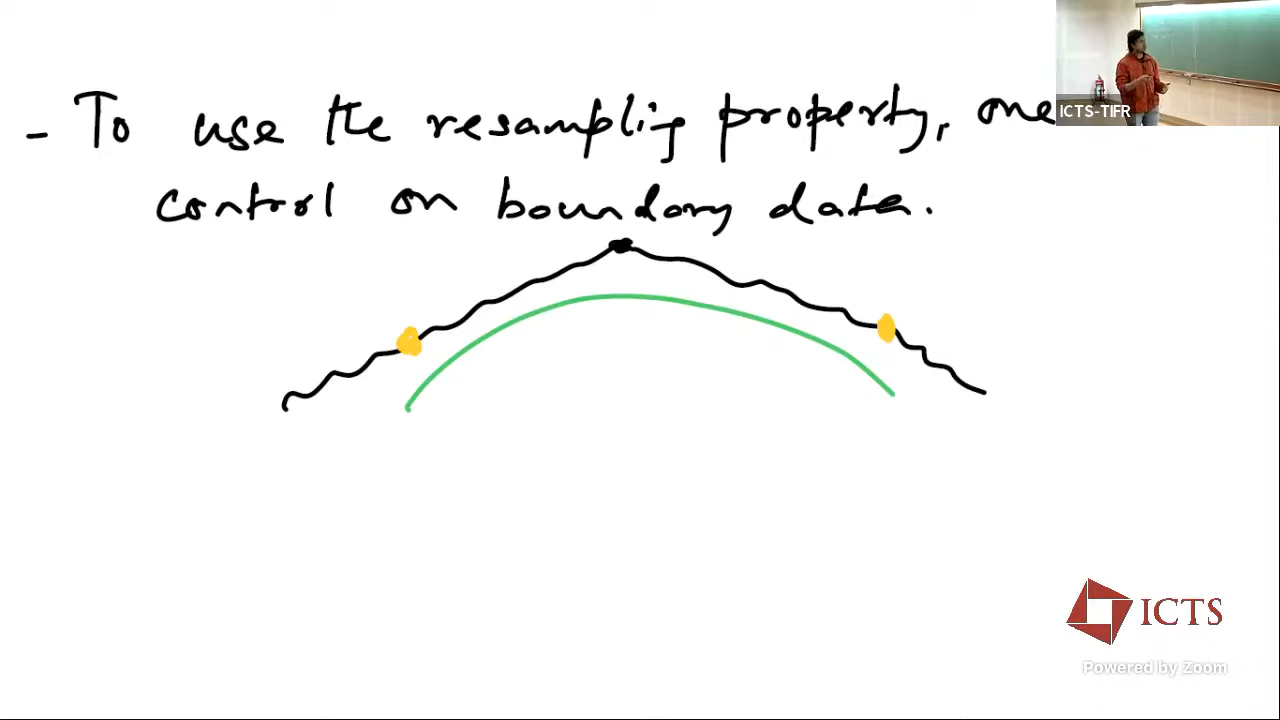 - To use the resampling property, one
control on boundary data.
ICTS-TIFR
ICTS
Powered by Zoom